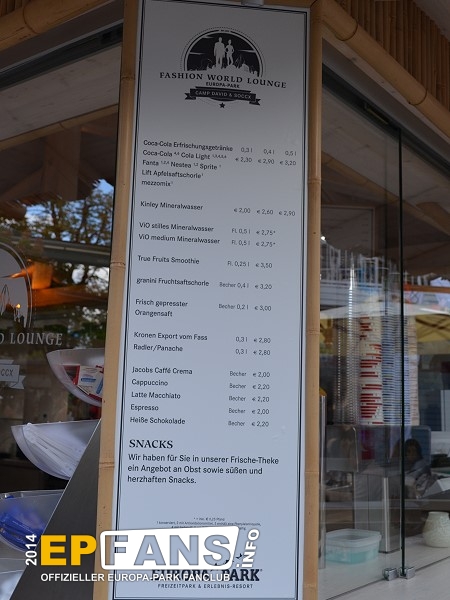 FASHION WORLD LOUNGE
EUROPA-PARK
CAMP DAVID & SOCCX
Coca-Cola Erfrischungsgetränke 0,3 l 0,4 l 0,5 l
Coca-Cola Cola Light € 2,30 € 2,90 € 3,20
Fanta Nestea Sprite
Lift Apfelsaftschorle
mezzomix
Kinley Mineralwasser € 2,00 € 2,60 € 2,90
ViO stilles Mineralwasser Fl. 0,5 l € 2,75*
ViO medium Mineralwasser Fl. 0,5 l € 2,75*
True Fruits Smoothie Fl. 0,25 l € 3,50
granini Fruchtsaftschorle Becher 0,4 l € 3,20
Frisch gepresster Becher 0,2 l € 3,00
Orangensaft
Kronen Export vom Fass 0,3 l € 2,80
Radler/Panache 0,3 l € 2,80
Jacobs Caffé Crema Becher € 2,00
Cappuccino Becher € 2,20
Latte Macchiato Becher € 2,20
Espresso Becher € 2,00
Heiße Schokolade Becher € 2,20
SNACKS
Wir haben für Sie in unserer Frische-Theke
ein Angebot an Obst sowie süßen und
herzhaften Snacks.
LD LOUNGE
2014 EPFANS.INFO
OFFIZIELLER EUROPA-PARK FANCLUB
EUROPA PARK
FREIZEITPARK & ERLEBNIS-RESORT